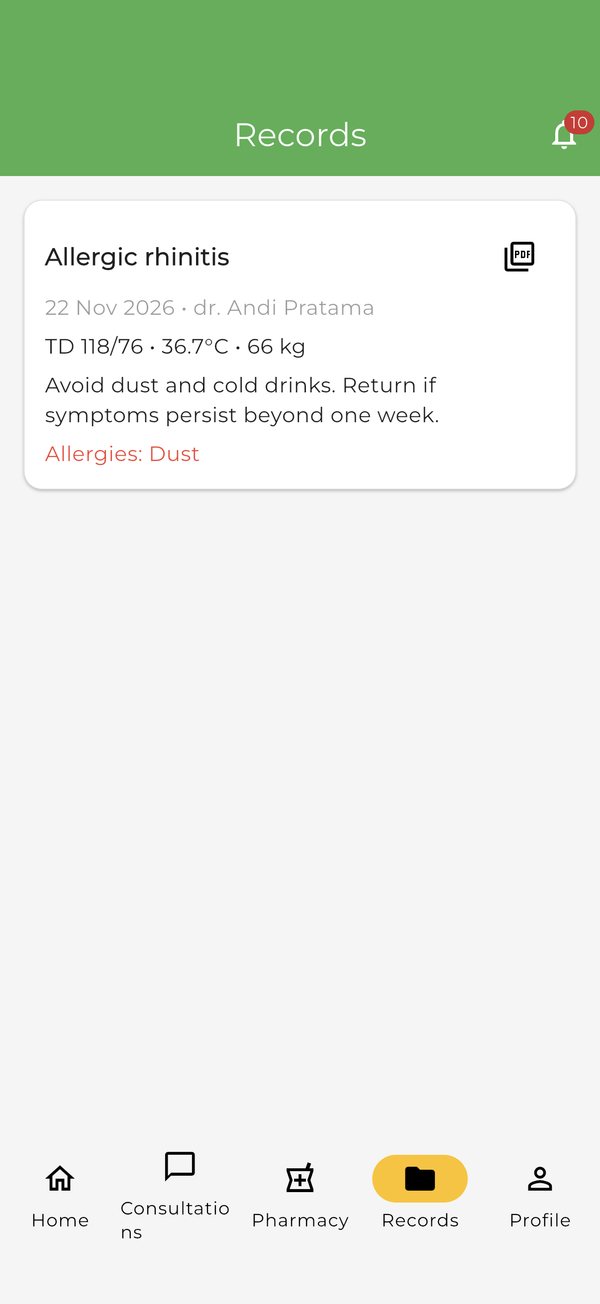 Records
10
Allergic rhinitis
PDF
22 Nov 2026 • dr. Andi Pratama
TD 118/76 • 36.7°C • 66 kg
Avoid dust and cold drinks. Return if
symptoms persist beyond one week.
Allergies: Dust
Home
Consultatio
ns
Pharmacy
Records
Profile